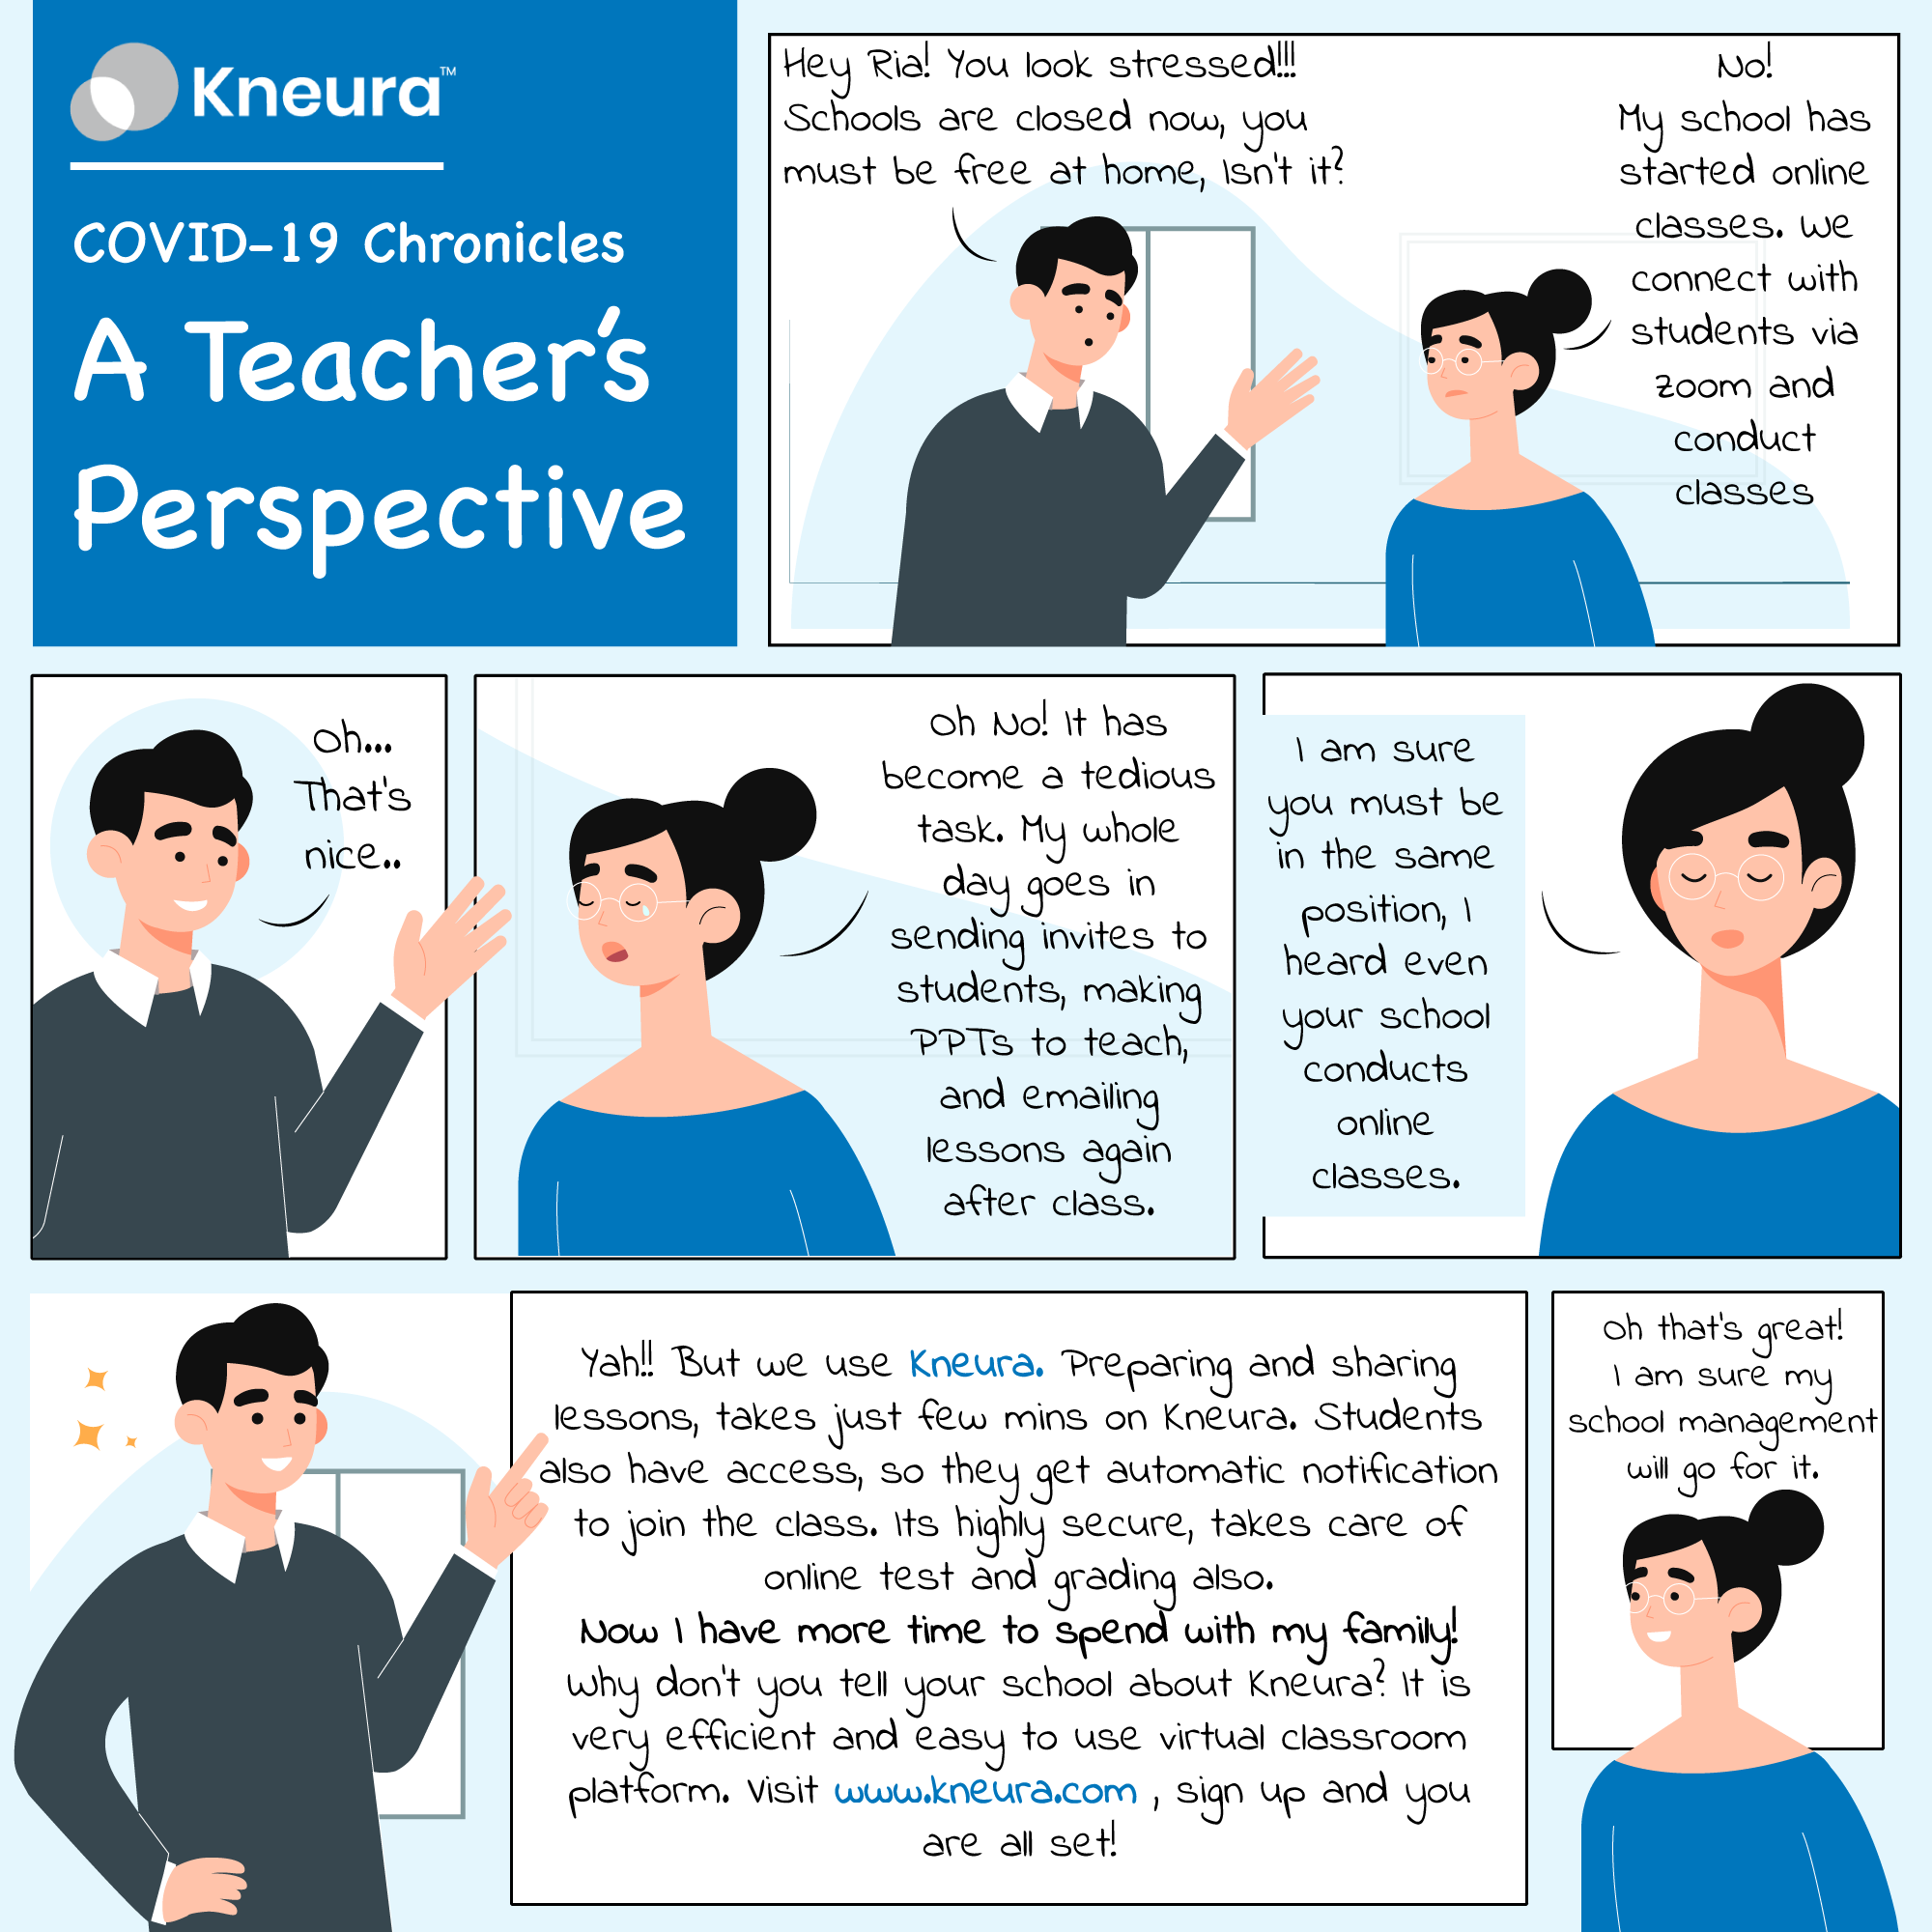 Kneura™
COVID-19 Chronicles
A Teacher's
Perspective
Hey Ria! You look stressed!!!
Schools are closed now, you
must be free at home, Isn't it?
No!
My school has
started online
classes. We
connect with
students via
zoom and
conduct
classes
Oh...
That's
nice..
Oh No! It has
become a tedious
task. My whole
day goes in
sending invites to
students, making
PPTs to teach,
and emailing
lessons again
after class.
I am sure
you must be
in the same
position, I
heard even
your school
conducts
online
classes.
Yah!! But we use Kneura. Preparing and sharing
lessons, takes just few mins on Kneura. Students
also have access, so they get automatic notification
to join the class. Its highly secure, takes care of
online test and grading also.
Now I have more time to spend with my family!
Why don't you tell your school about Kneura? It is
very efficient and easy to use virtual classroom
platform. Visit www.kneura.com , sign up and you
are all set!
Oh that's great!
I am sure my
school management
will go for it.